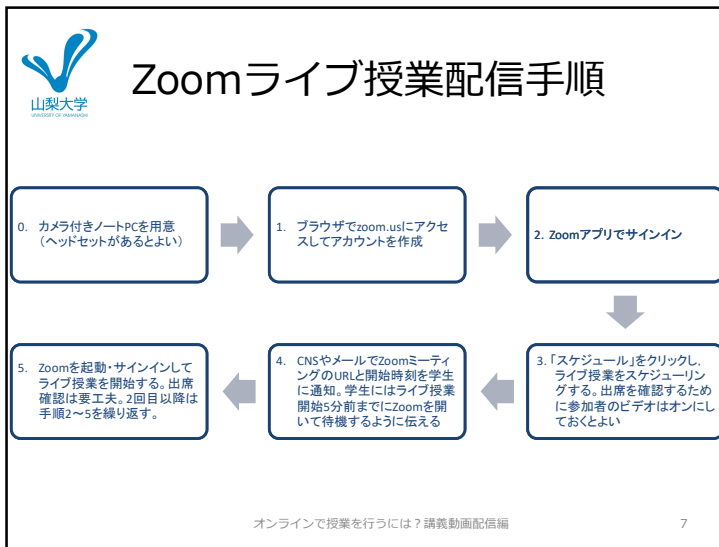 山梨大学
UNIVERSITY OF YAMANASHI
Zoomライブ授業配信手順
0. カメラ付きノートPCを用意
(ヘッドセットがあるとよい)
1. ブラウザでzoom.usにアクセ
スしてアカウントを作成
2. Zoomアプリでサインイン
3. 「スケジュール」をクリックし、
ライブ授業をスケジューリン
グする。出席を確認するため
に参加者のビデオはオンにし
ておくとよい
4. CNSやメールでZoomミーティ
ングのURLと開始時刻を学生
に通知。学生にはライブ授業
開始5分前までにZoomを開
いて待機するように伝える
5. Zoomを起動・サインインして
ライブ授業を開始する。出席
確認は要工夫。2回目以降は
手順2～5を繰り返す。
オンラインで授業を行うには？講義動画配信編
7